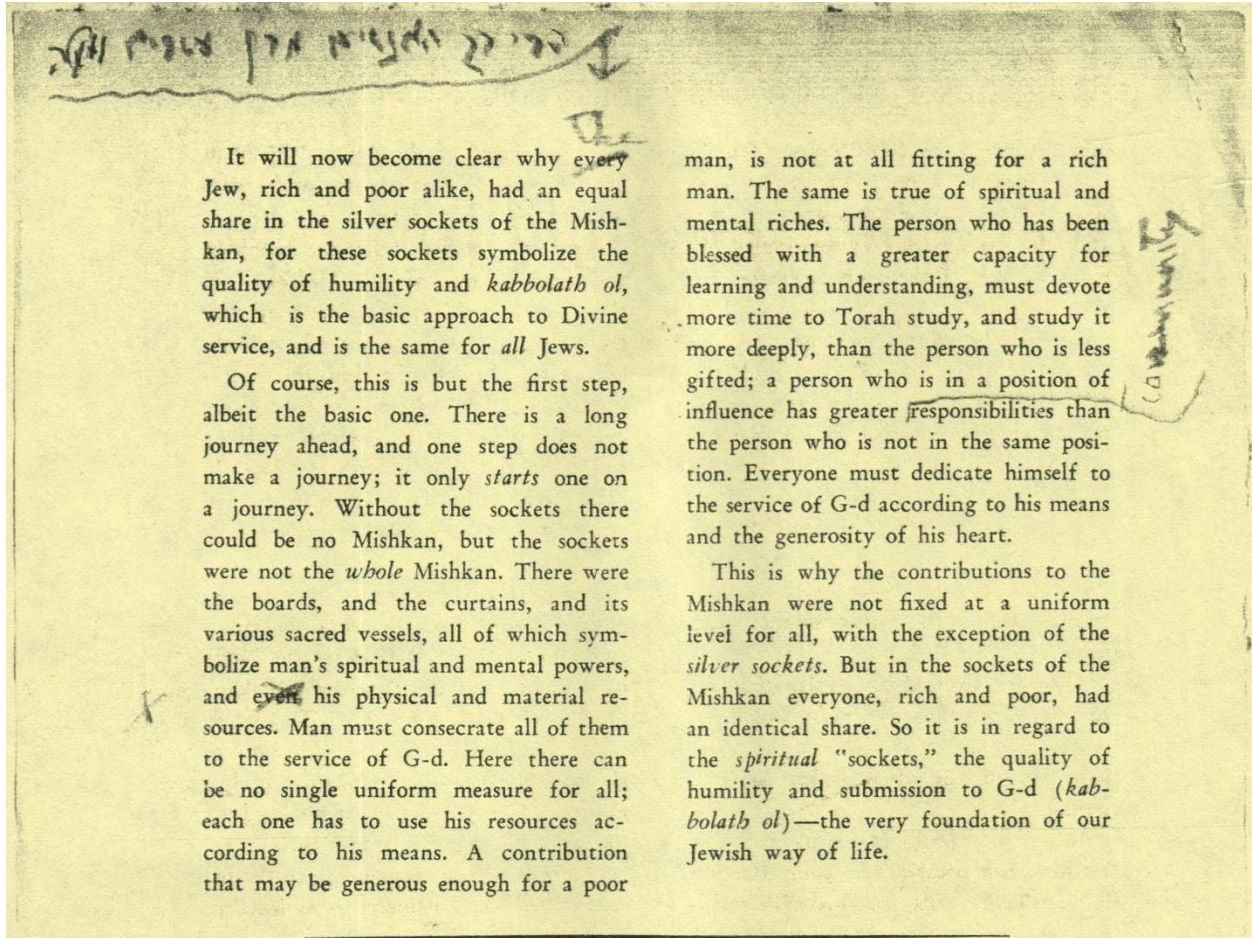 The
It will now become clear why every
Jew, rich and poor alike, had an equal
share in the silver sockets of the Mish-
kan, for these sockets symbolize the
quality of humility and kabbolath ol,
which is the basic approach to Divine
service, and is the same for all Jews.
Of course, this is but the first step,
albeit the basic one. There is a long
journey ahead, and one step does not
make a journey; it only starts one on
a journey. Without the sockets there
could be no Mishkan, but the sockets
were not the whole Mishkan. There were
the boards, and the curtains, and its
various sacred vessels, all of which sym-
bolize man's spiritual and mental powers,
and even his physical and material re-
sources. Man must consecrate all of them
to the service of G-d. Here there can
be no single uniform measure for all;
each one has to use his resources ac-
cording to his means. A contribution
that may be generous enough for a poor
man, is not at all fitting for a rich
man. The same is true of spiritual and
mental riches. The person who has been
blessed with a greater capacity for
learning and understanding, must devote
more time to Torah study, and study it
more deeply, than the person who is less
gifted; a person who is in a position of
influence has greater responsibilities than
the person who is not in the same posi-
tion. Everyone must dedicate himself to
the service of G-d according to his means
and the generosity of his heart.
This is why the contributions to the
Mishkan were not fixed at a uniform
level for all, with the exception of the
silver sockets. But in the sockets of the
Mishkan everyone, rich and poor, had
an identical share. So it is in regard to
the spiritual "sockets," the quality of
humility and submission to G-d (kab-
bolath ol)—the very foundation of our
Jewish way of life.
community